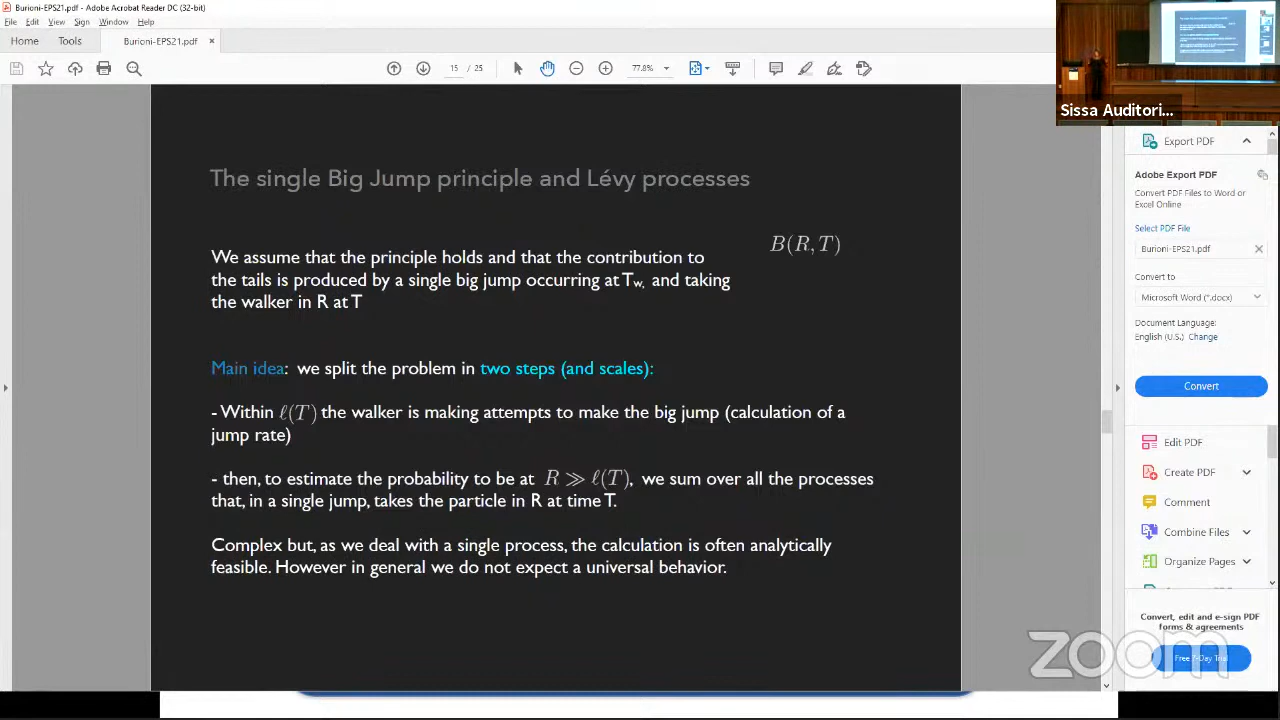 Burioni-EPS21.pdf - Adobe Acrobat Reader DC (32-bit)
File Edit View Sign Window Help
Home Tools Burioni-EPS21.pdf ×
15 / 77.8%
Sissa Auditori...
The single Big Jump principle and Lévy processes
B(R, T)
We assume that the principle holds and that the contribution to
the tails is produced by a single big jump occurring at Tw, and taking
the walker in R at T
Main idea: we split the problem in two steps (and scales):
- Within ℓ(T) the walker is making attempts to make the big jump (calculation of a
jump rate)
- then, to estimate the probability to be at R ≫ ℓ(T), we sum over all the processes
that, in a single jump, takes the particle in R at time T.
Complex but, as we deal with a single process, the calculation is often analytically
feasible. However in general we do not expect a universal behavior.
Export PDF
Adobe Export PDF
Convert PDF Files to Word or
Excel Online
Select PDF File
Burioni-EPS21.pdf
Convert to
Microsoft Word (*.docx)
Document Language:
English (U.S.) Change
Convert
Edit PDF
Create PDF
Comment
Combine Files
Organize Pages
Convert, edit and e-sign PDF
forms & agreements
Free 7-Day Trial
zoom